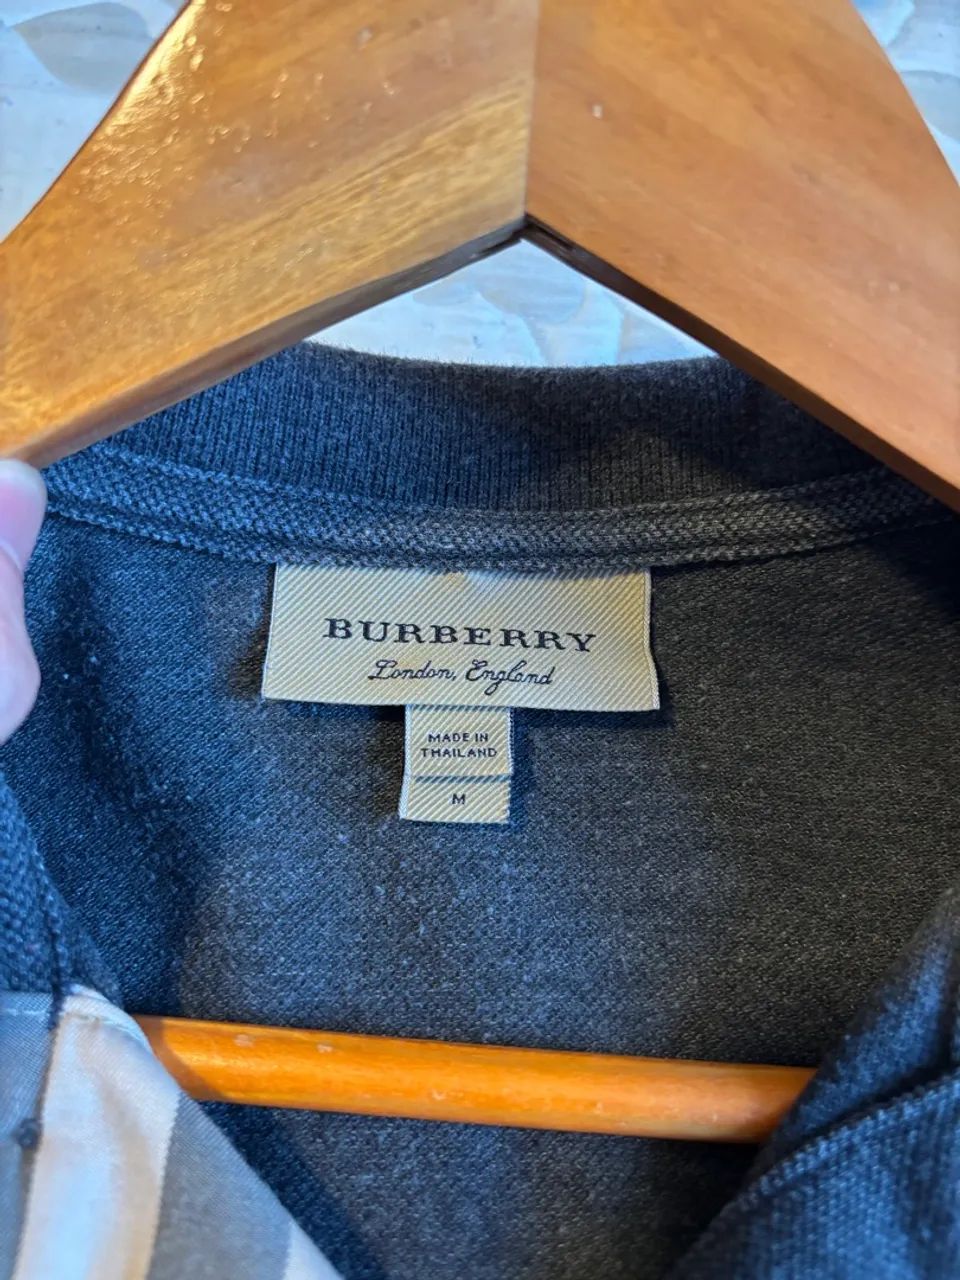 BURBERRY
London, England
MADE IN
THAILAND
M